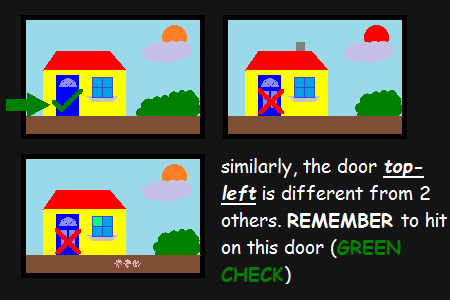 similarly, the door top-
left is different from 2
others. REMEMBER to hit
on this door (GREEN
CHECK)